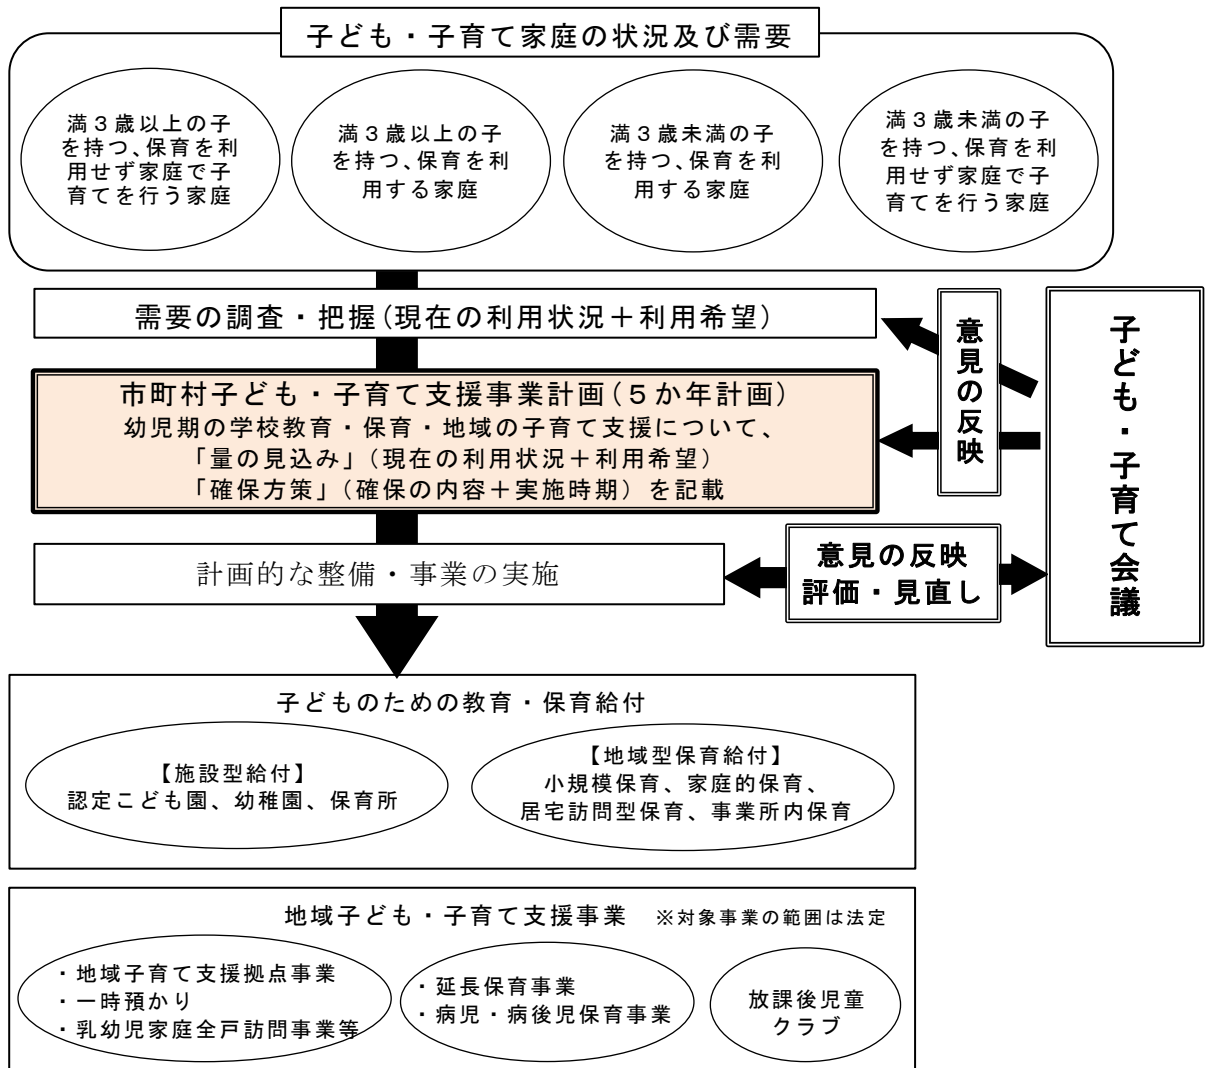 子ども・子育て家庭の状況及び需要
満３歳以上の子
を持つ、保育を利
用せず家庭で子
育てを行う家庭
満３歳以上の子
を持つ、保育を利
用する家庭
満３歳未満の子
を持つ、保育を利
用する家庭
満３歳未満の子
を持つ、保育を利
用せず家庭で子
育てを行う家庭
需要の調査・把握(現在の利用状況＋利用希望)
意見の反映
子ども・子育て会議
市町村子ども・子育て支援事業計画(５か年計画)
幼児期の学校教育・保育・地域の子育て支援について、
「量の見込み」(現在の利用状況＋利用希望)
「確保方策」(確保の内容＋実施時期）を記載
計画的な整備・事業の実施
意見の反映
評価・見直し
子どものための教育・保育給付
【施設型給付】
認定こども園、幼稚園、保育所
【地域型保育給付】
小規模保育、家庭的保育、
居宅訪問型保育、事業所内保育
地域子ども・子育て支援事業　※対象事業の範囲は法定
・地域子育て支援拠点事業
・一時預かり
・乳幼児家庭全戸訪問事業等
・延長保育事業
・病児・病後児保育事業
放課後児童
クラブ